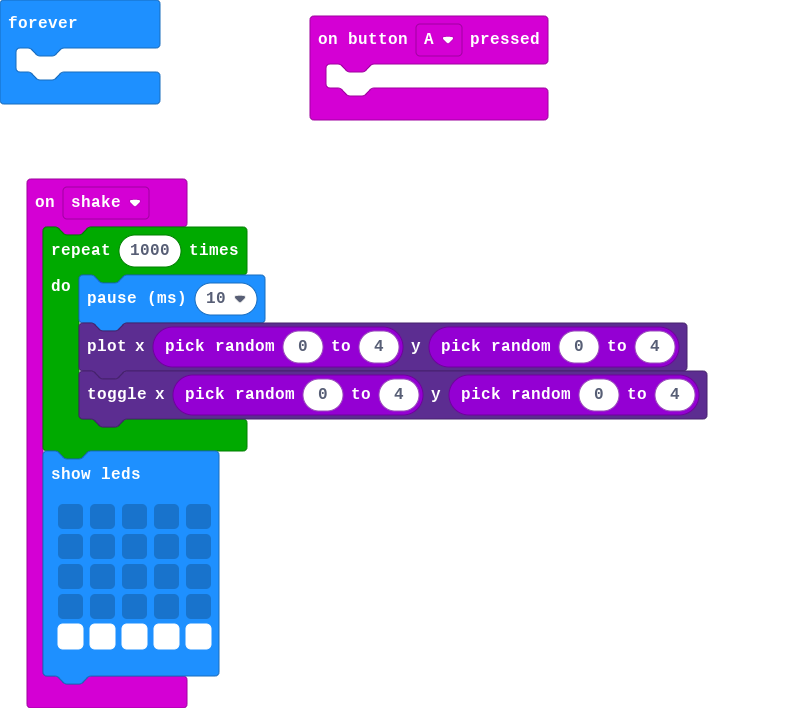 forever
on button A pressed
on shake
repeat 1000 times
do
pause (ms) 10
plot x pick random 0 to 4 y pick random 0 to 4
toggle x pick random 0 to 4 y pick random 0 to 4
show leds